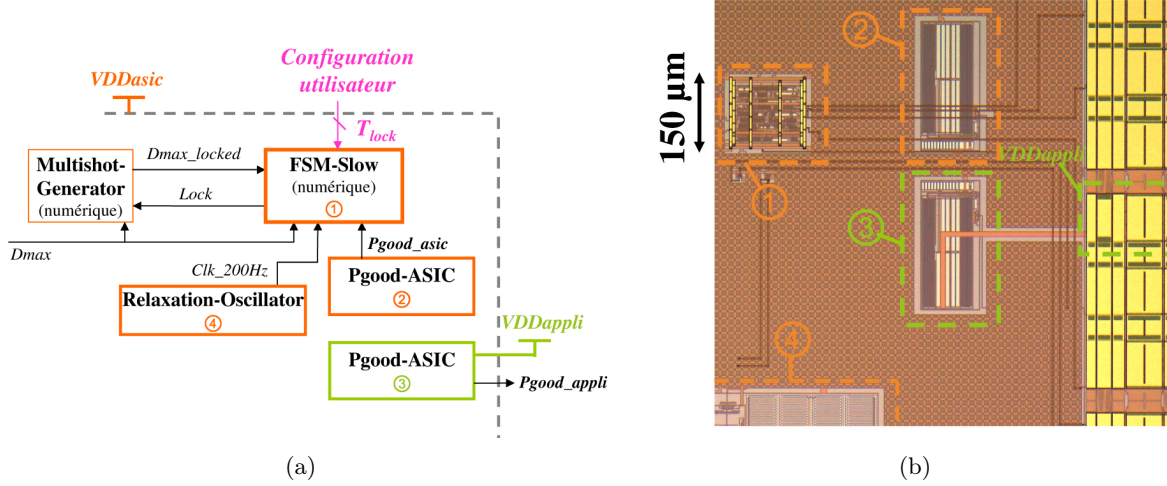 VDDasic
Configuration
utilisateur
T_lock
Multishot-
Generator
(numérique)
Dmax_locked
Lock
FSM-Slow
(numérique)
①
Dmax
Clk_200Hz
Pgood_asic
Relaxation-Oscillator
④
Pgood-ASIC
②
VDDappli
Pgood-ASIC
③
Pgood_appli
(a)
150 µm
②
①
VDDappli
③
④
(b)